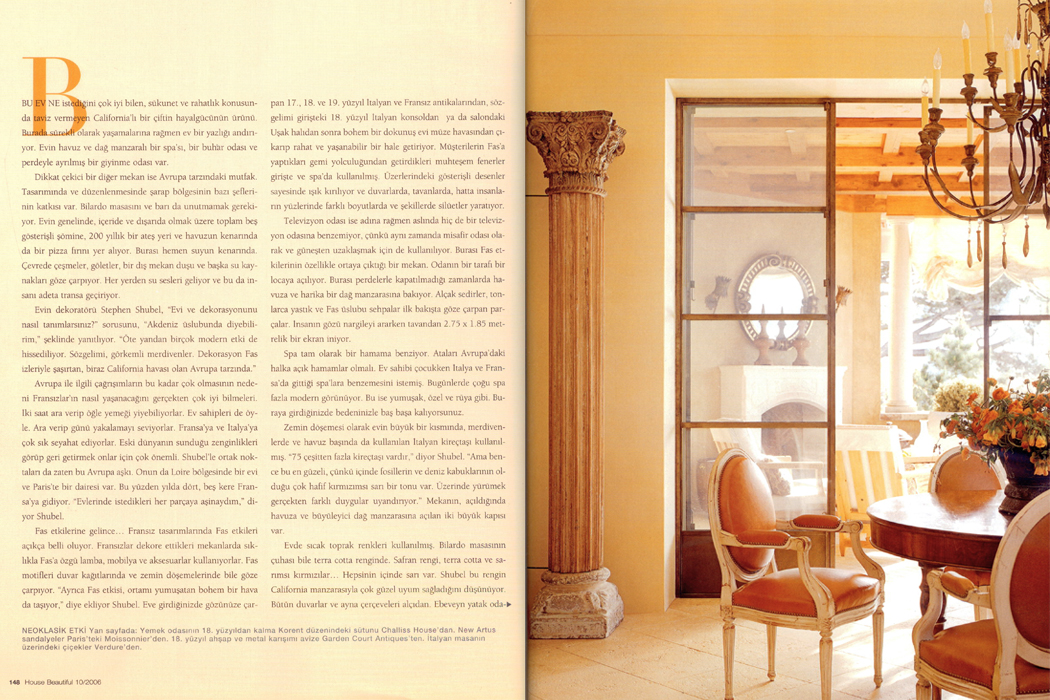 B
BU EV NE istediğini çok iyi bilen, sükunet ve rahatlık konusun-
da taviz vermeyen California'lı bir çiftin hayalgücünün ürünü.
Burada sürekli olarak yaşamalarına rağmen ev bir yazlığı andırı-
yor. Evin havuz ve dağ manzaralı bir spa'sı, bir buhar odası ve
perdeyle ayrılmış bir giyinme odası var.
Dikkat çekici bir diğer mekan ise Avrupa tarzındaki mutfak.
Tasarımında ve düzenlenmesinde şarap bölgesinin bazı şefleri-
nin katkısı var. Bilardo masasını ve barı da unutmamak gereki-
yor. Evin genelinde, içeride ve dışarıda olmak üzere toplam beş
gösterişli şömine, 200 yıllık bir ateş yeri ve havuzun kenarında
da bir pizza fırını yer alıyor. Burası hemen suyun kenarında.
Çevrede çeşmeler, göletler, bir dış mekan duşu ve başka su kay-
nakları göze çarpıyor. Her yerden su sesleri geliyor ve bu da in-
sanı adeta transa geçiriyor.
Evin dekoratörü Stephen Shubel, “Evi ve dekorasyonunu
nasıl tanımlarsınız?” sorusunu, “Akdeniz üslubunda diyebili-
rim,” şeklinde yanıtlıyor. “Öte yandan birçok modern etki de
hissediliyor. Sözgelimi, görkemli merdivenler. Dekorasyon Fas
izleriyle şaşırtan, biraz California havası olan Avrupa tarzında.”
Avrupa ile ilgili çağrışımların bu kadar çok olmasının nede-
ni Fransızlar'ın nasıl yaşanacağını gerçekten çok iyi bilmeleri.
İki saat ara verip öğle yemeği yiyebiliyorlar. Ev sahipleri de öy-
le. Ara verip günü yakalamayı seviyorlar. Fransa'ya ve İtalya'ya
çok sık seyahat ediyorlar. Eski dünyanın sunduğu zenginlikleri
görüp geri getirmek onlar için çok önemli. Shubel'le ortak nok-
taları da zaten bu Avrupa aşkı. Onun da Loire bölgesinde bir evi
ve Paris'te bir dairesi var. Bu yüzden yılda dört, beş kere Fran-
sa'ya gidiyor. “Evlerinde istedikleri her parçaya aşinaydım,” di-
yor Shubel.
Fas etkilerine gelince... Fransız tasarımlarında Fas etkileri
açıkça belli oluyor. Fransızlar dekore ettikleri mekanlarda sık-
lıkla Fas'a özgü lamba, mobilya ve aksesuarlar kullanıyorlar. Fas
motifleri duvar kağıtlarında ve zemin döşemelerinde bile göze
çarpıyor. “Ayrıca Fas etkisi, ortamı yumuşatan bohem bir hava
da taşıyor,” diye ekliyor Shubel. Eve girdiğinizde gözünüze çar-
pan 17., 18. ve 19. yüzyıl İtalyan ve Fransız antikalarından, söz-
gelimi girişteki 18. yüzyıl İtalyan konsoldan ya da salondaki
Uşak halıdan sonra bohem bir dokunuş evi müze havasından çı-
karıp rahat ve yaşanabilir bir hale getiriyor. Müşterilerin Fas'a
yaptıkları gemi yolculuğundan getirdikleri muhteşem fenerler
girişte ve spa'da kullanılmış. Üzerlerindeki gösterişli desenler
sayesinde ışık kırılıyor ve duvarlarda, tavanlarda, hatta insanla-
rın yüzlerinde farklı boyutlarda ve şekillerde silüetler yaratıyor.
Televizyon odası ise adına rağmen aslında hiç de bir televiz-
yon odasına benzemiyor, çünkü aynı zamanda misafir odası ola-
rak ve güneşten uzaklaşmak için de kullanılıyor. Burası Fas et-
kilerinin özellikle ortaya çıktığı bir mekan. Odanın bir tarafı bir
locaya açılıyor. Burası perdelerle kapatılmadığı zamanlarda ha-
vuza ve harika bir dağ manzarasına bakıyor. Alçak sedirler, ton-
larca yastık ve Fas üslubu sehpalar ilk bakışta göze çarpan par-
çalar. İnsanın gözü nargileyi ararken tavandan 2.75 x 1.85 met-
relik bir ekran iniyor.
Spa tam olarak bir hamama benziyor. Ataları Avrupa'daki
halka açık hamamlar olmalı. Ev sahibi çocukken İtalya ve Fran-
sa'da gittiği spa'lara benzemesini istemiş. Bugünlerde çoğu spa
fazla modern görünüyor. Bu ise yumuşak, özel ve rüya gibi. Bu-
raya girdiğinizde bedeninizle baş başa kalıyorsunuz.
Zemin döşemesi olarak evin büyük bir kısmında, merdiven-
lerde ve havuz başında da kullanılan İtalyan kireçtaşı kullanıl-
mış. “75 çeşitten fazla kireçtaşı vardır,” diyor Shubel. “Ama ben-
ce bu en güzeli, çünkü içinde fosillerin ve deniz kabuklarının ol-
duğu çok hafif kırmızımsı sarı bir tonu var. Üzerinde yürümek
gerçekten farklı duygular uyandırıyor.” Mekanın, açıldığında
havuza ve büyüleyici dağ manzarasına açılan iki büyük kapısı
var.
Evde sıcak toprak renkleri kullanılmış. Bilardo masasının
çuhası bile terra cotta renginde. Safran rengi, terra cotta ve sa-
rımsı kırmızılar... Hepsinin içinde sarı var. Shubel bu rengin
California manzarasıyla çok güzel uyum sağladığını düşünüyor.
Bütün duvarlar ve ayna çerçeveleri alçıdan. Ebeveyn yatak oda-
NEOKLASİK ETKİ Yan sayfada: Yemek odasının 18. yüzyıldan kalma Korent düzenindeki sütunu Challiss House'dan. New Artus
sandalyeler Paris'teki Moissonnier'den. 18. yüzyıl ahşap ve metal karışımı avize Garden Court Antiques'ten. İtalyan masanın
üzerindeki çiçekler Verdure'den.
148 House Beautiful 10/2006